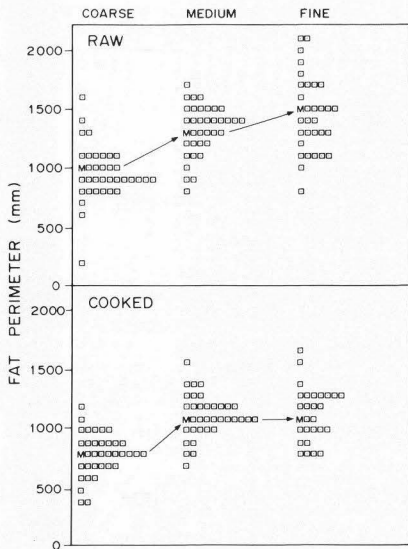 COARSE MEDIUM FINE
RAW
2000
1500
1000
500
0
M
M
M
COOKED
2000
1500
1000
500
0
M
M
M
FAT PERIMETER (mm)